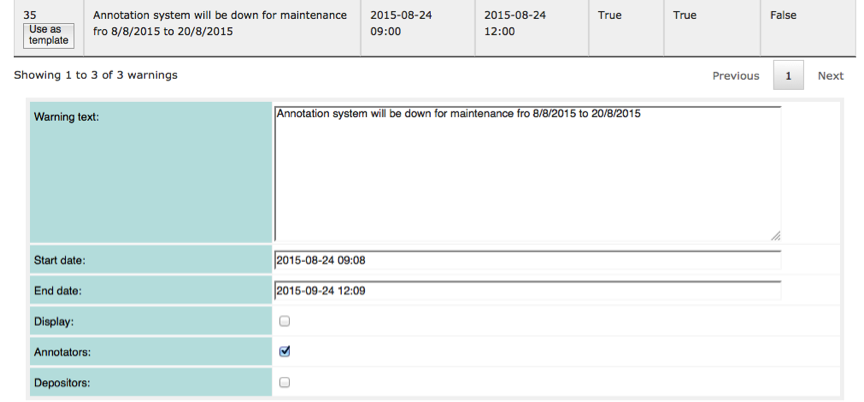 35
Use as
template
Annotation system will be down for maintenance
fro 8/8/2015 to 20/8/2015
2015-08-24
09:00
2015-08-24
12:00
True
True
False
Showing 1 to 3 of 3 warnings
Previous
1
Next
Warning text:
Annotation system will be down for maintenance fro 8/8/2015 to 20/8/2015
Start date:
2015-08-24 09:08
End date:
2015-09-24 12:09
Display:
Annotators:
Depositors: